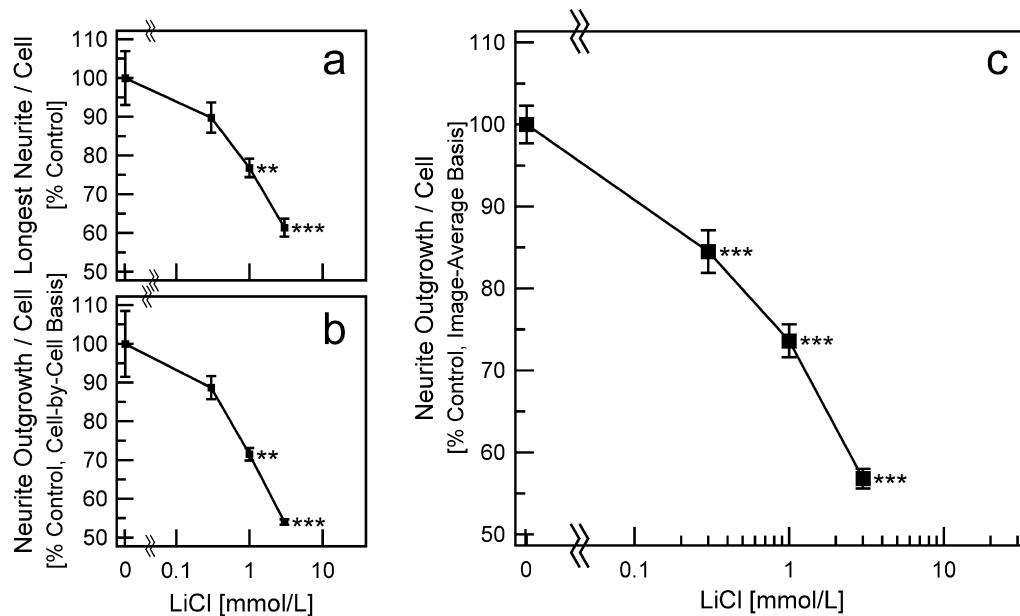 Longest Neurite / Cell
[% Control]
110
100
90
80
70
60
50
a
**
***
Neurite Outgrowth / Cell
[% Control, Cell-by-Cell Basis]
110
100
90
80
70
60
50
b
**
***
0 0.1 1 10
LiCl [mmol/L]
Neurite Outgrowth / Cell
[% Control, Image-Average Basis]
110
100
90
80
70
60
50
c
***
***
***
0 0.1 1 10
LiCl [mmol/L]